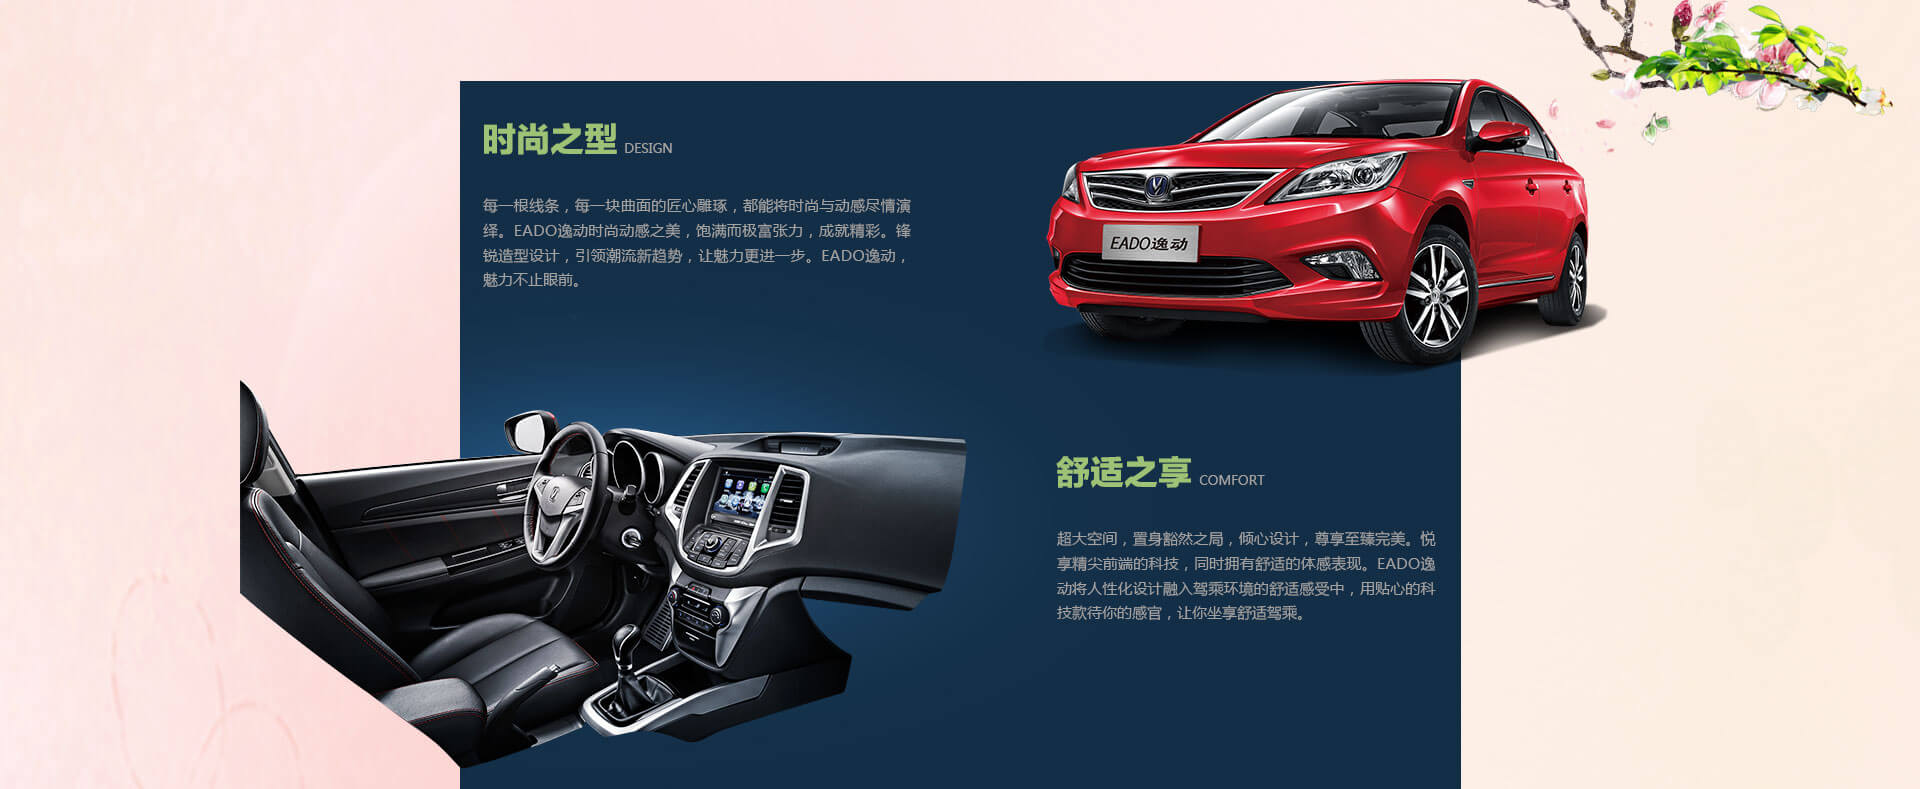 时尚之型 DESIGN
每一根线条，每一块曲面的匠心雕琢，都能将时尚与动感尽情演
绎。EADO逸动时尚动感之美，饱满而极富张力，成就精彩。锋
锐造型设计，引领潮流新趋势，让魅力更进一步。EADO逸动，
魅力不止眼前。
EADO逸动
舒适之享 COMFORT
超大空间，置身豁然之局，倾心设计，尊享至臻完美。悦
享精尖前端的科技，同时拥有舒适的体感表现。EADO逸
动将人性化设计融入驾乘环境的舒适感受中，用贴心的科
技款待你的感官，让你坐享舒适驾乘。